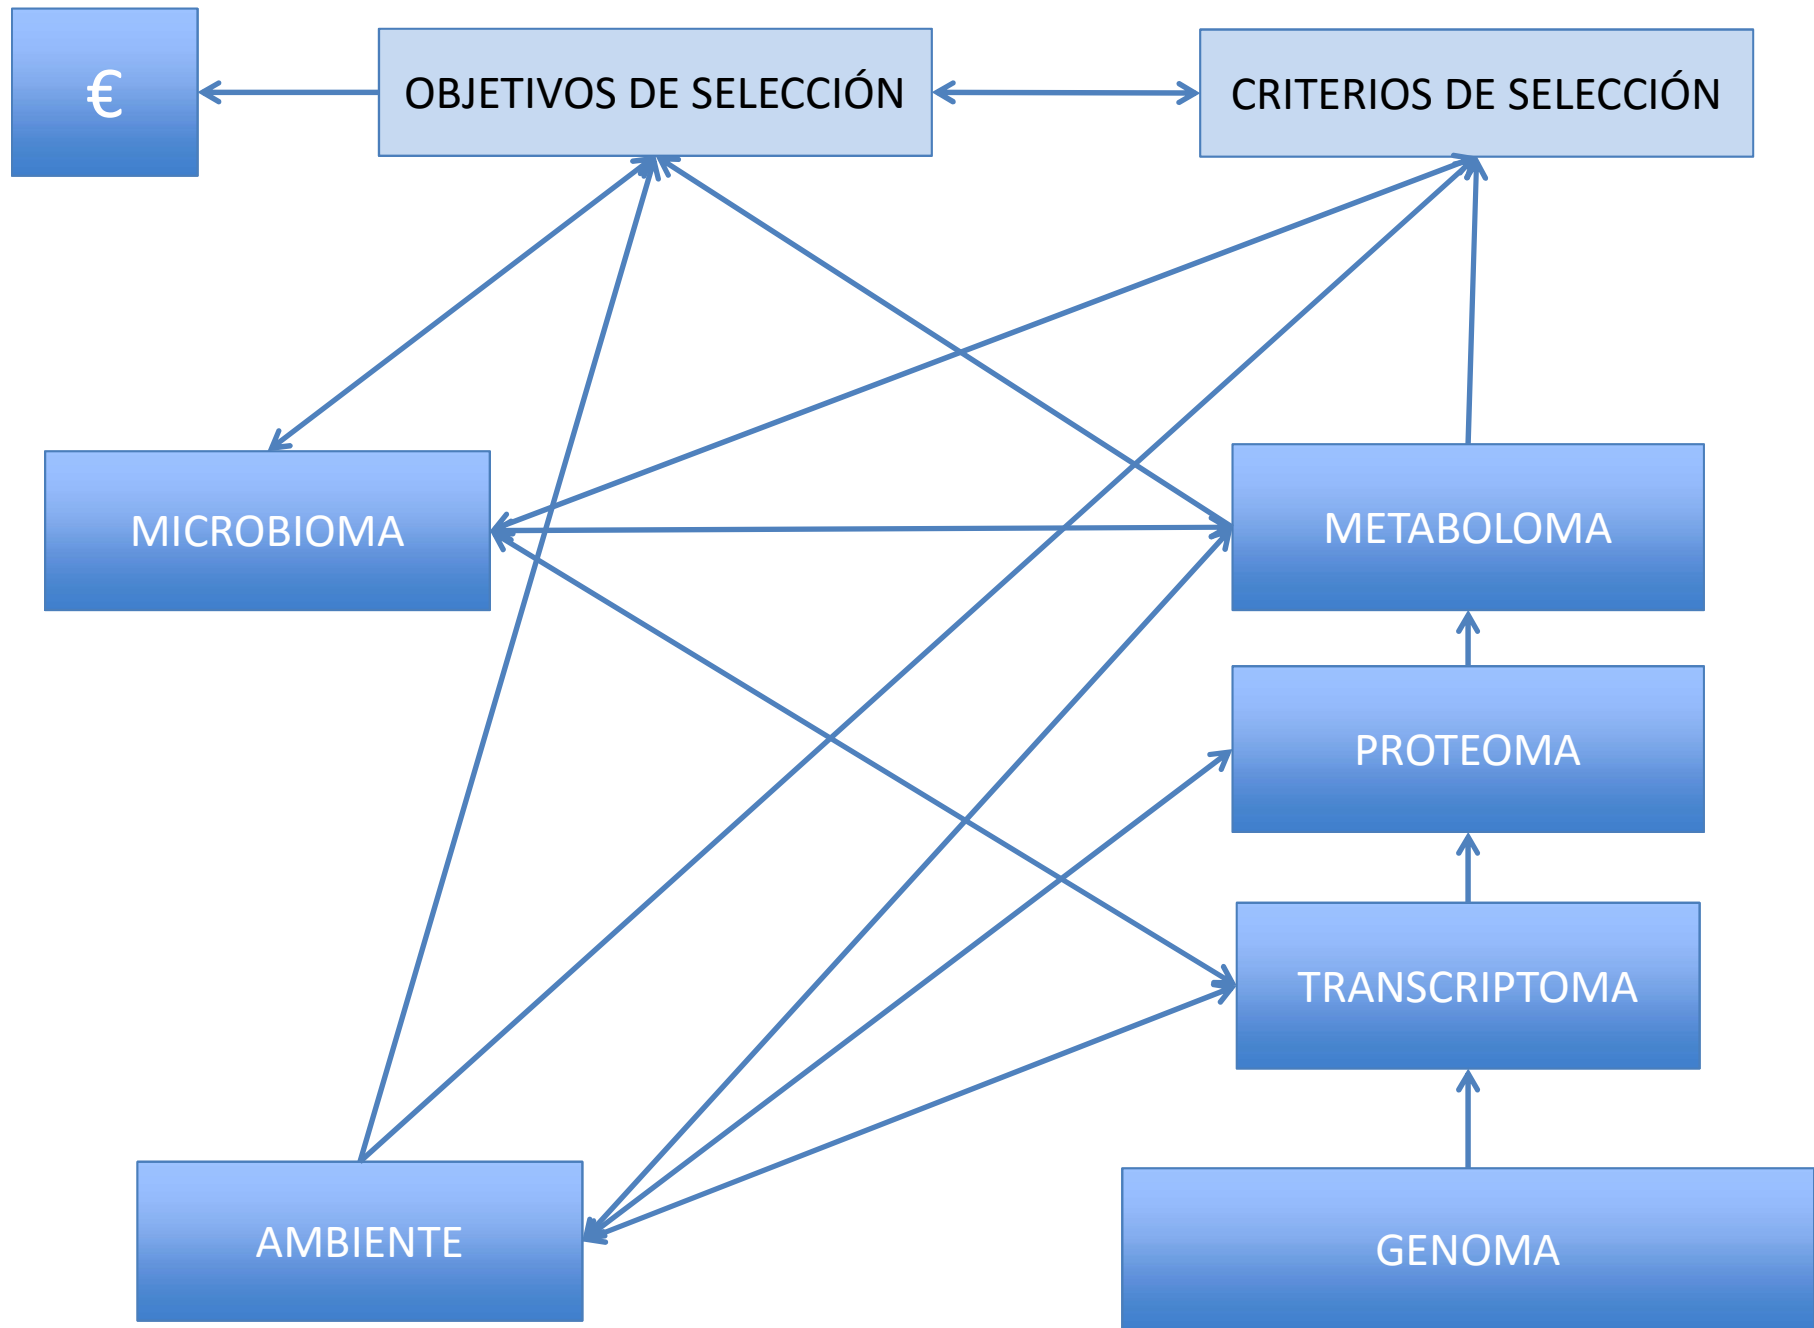 €
OBJETIVOS DE SELECCIÓN
CRITERIOS DE SELECCIÓN
MICROBIOMA
METABOLOMA
PROTEOMA
TRANSCRIPTOMA
AMBIENTE
GENOMA